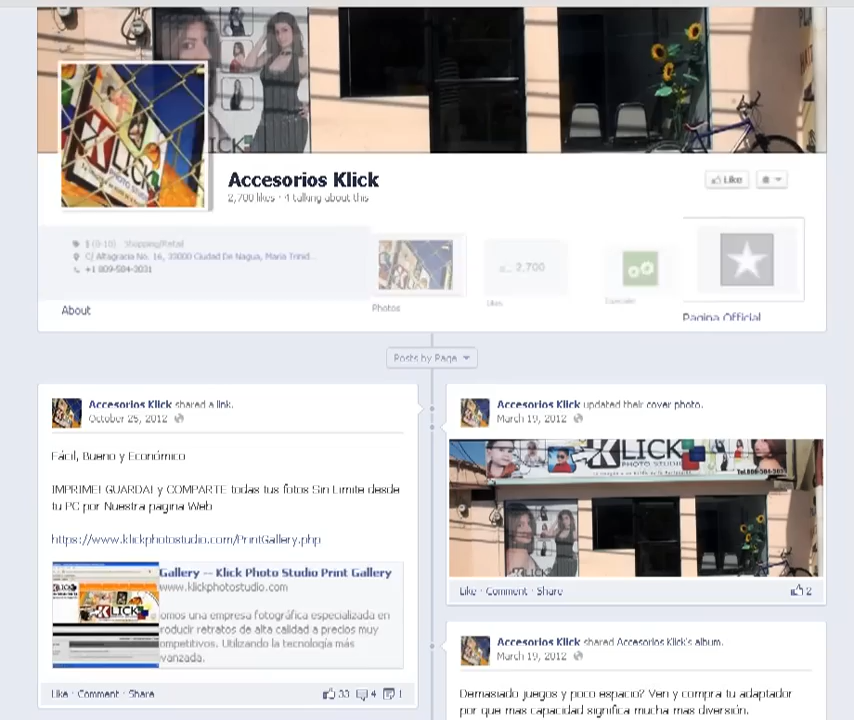 KLICK
PHOTO STUDIO
Accesorios Klick
2,700 likes · 4 talking about this
Like
$ (0-10) · Shopping/Retail
C/ Altagracia No. 16, 33000 Ciudad De Nagua, Maria Trinid...
+1 809-584-3031
About
Photos
2,700
Likes
Pagina Official
Posts by Page
Accesorios Klick shared a link.
October 25, 2012
Fácil, Bueno y Económico
IMPRIME! GUARDA! y COMPARTE todas tus fotos Sin Limite desde
tu PC por Nuestra pagina Web
https://www.klickphotostudio.com/PrintGallery.php
Gallery -- Klick Photo Studio Print Gallery
www.klickphotostudio.com
omos una empresa fotográfica especializada en
roducir retratos de alta calidad a precios muy
ompetitivos. Utilizando la tecnología más
vanzada.
Like · Comment · Share
33 4 1
Accesorios Klick updated their cover photo.
March 19, 2012
KLICK
PHOTO STUDIO
Like · Comment · Share
2
Accesorios Klick shared Accesorios Klick's album.
March 19, 2012
Demasiado juegos y poco espacio? Ven y compra tu adaptador
por que mas capacidad significa mucha mas diversión.